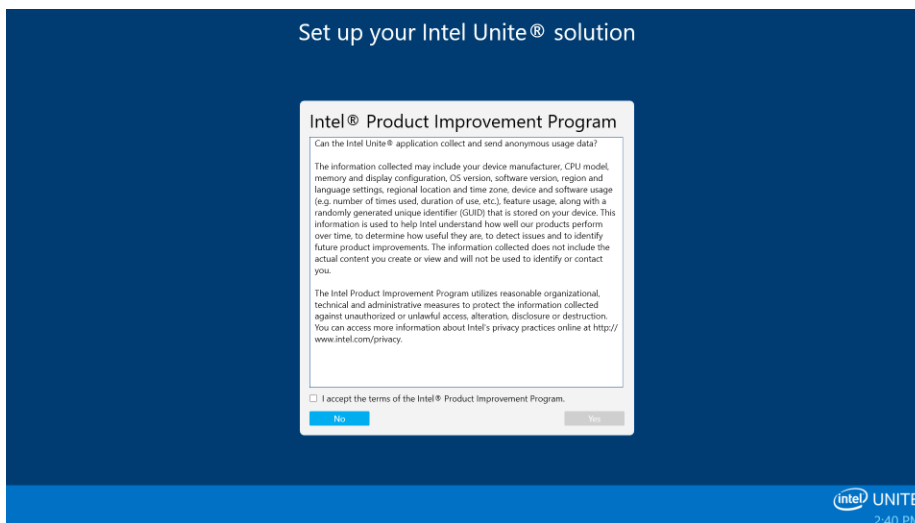 Set up your Intel Unite® solution
Intel® Product Improvement Program
Can the Intel Unite® application collect and send anonymous usage data?
The information collected may include your device manufacturer, CPU model,
memory and display configuration, OS version, software version, region and
language settings, regional location and time zone, device and software usage
(e.g. number of times used, duration of use, etc.), feature usage, along with a
randomly generated unique identifier (GUID) that is stored on your device. This
information is used to help Intel understand how well our products perform
over time, to determine how useful they are, to detect issues and to identify
future product improvements. The information collected does not include the
actual content you create or view and will not be used to identify or contact
you.
The Intel Product Improvement Program utilizes reasonable organizational,
technical and administrative measures to protect the information collected
against unauthorized or unlawful access, alteration, disclosure or destruction.
You can access more information about Intel's privacy practices online at http://
www.intel.com/privacy.
I accept the terms of the Intel® Product Improvement Program.
No
Yes
intel UNITE
2:40 PM